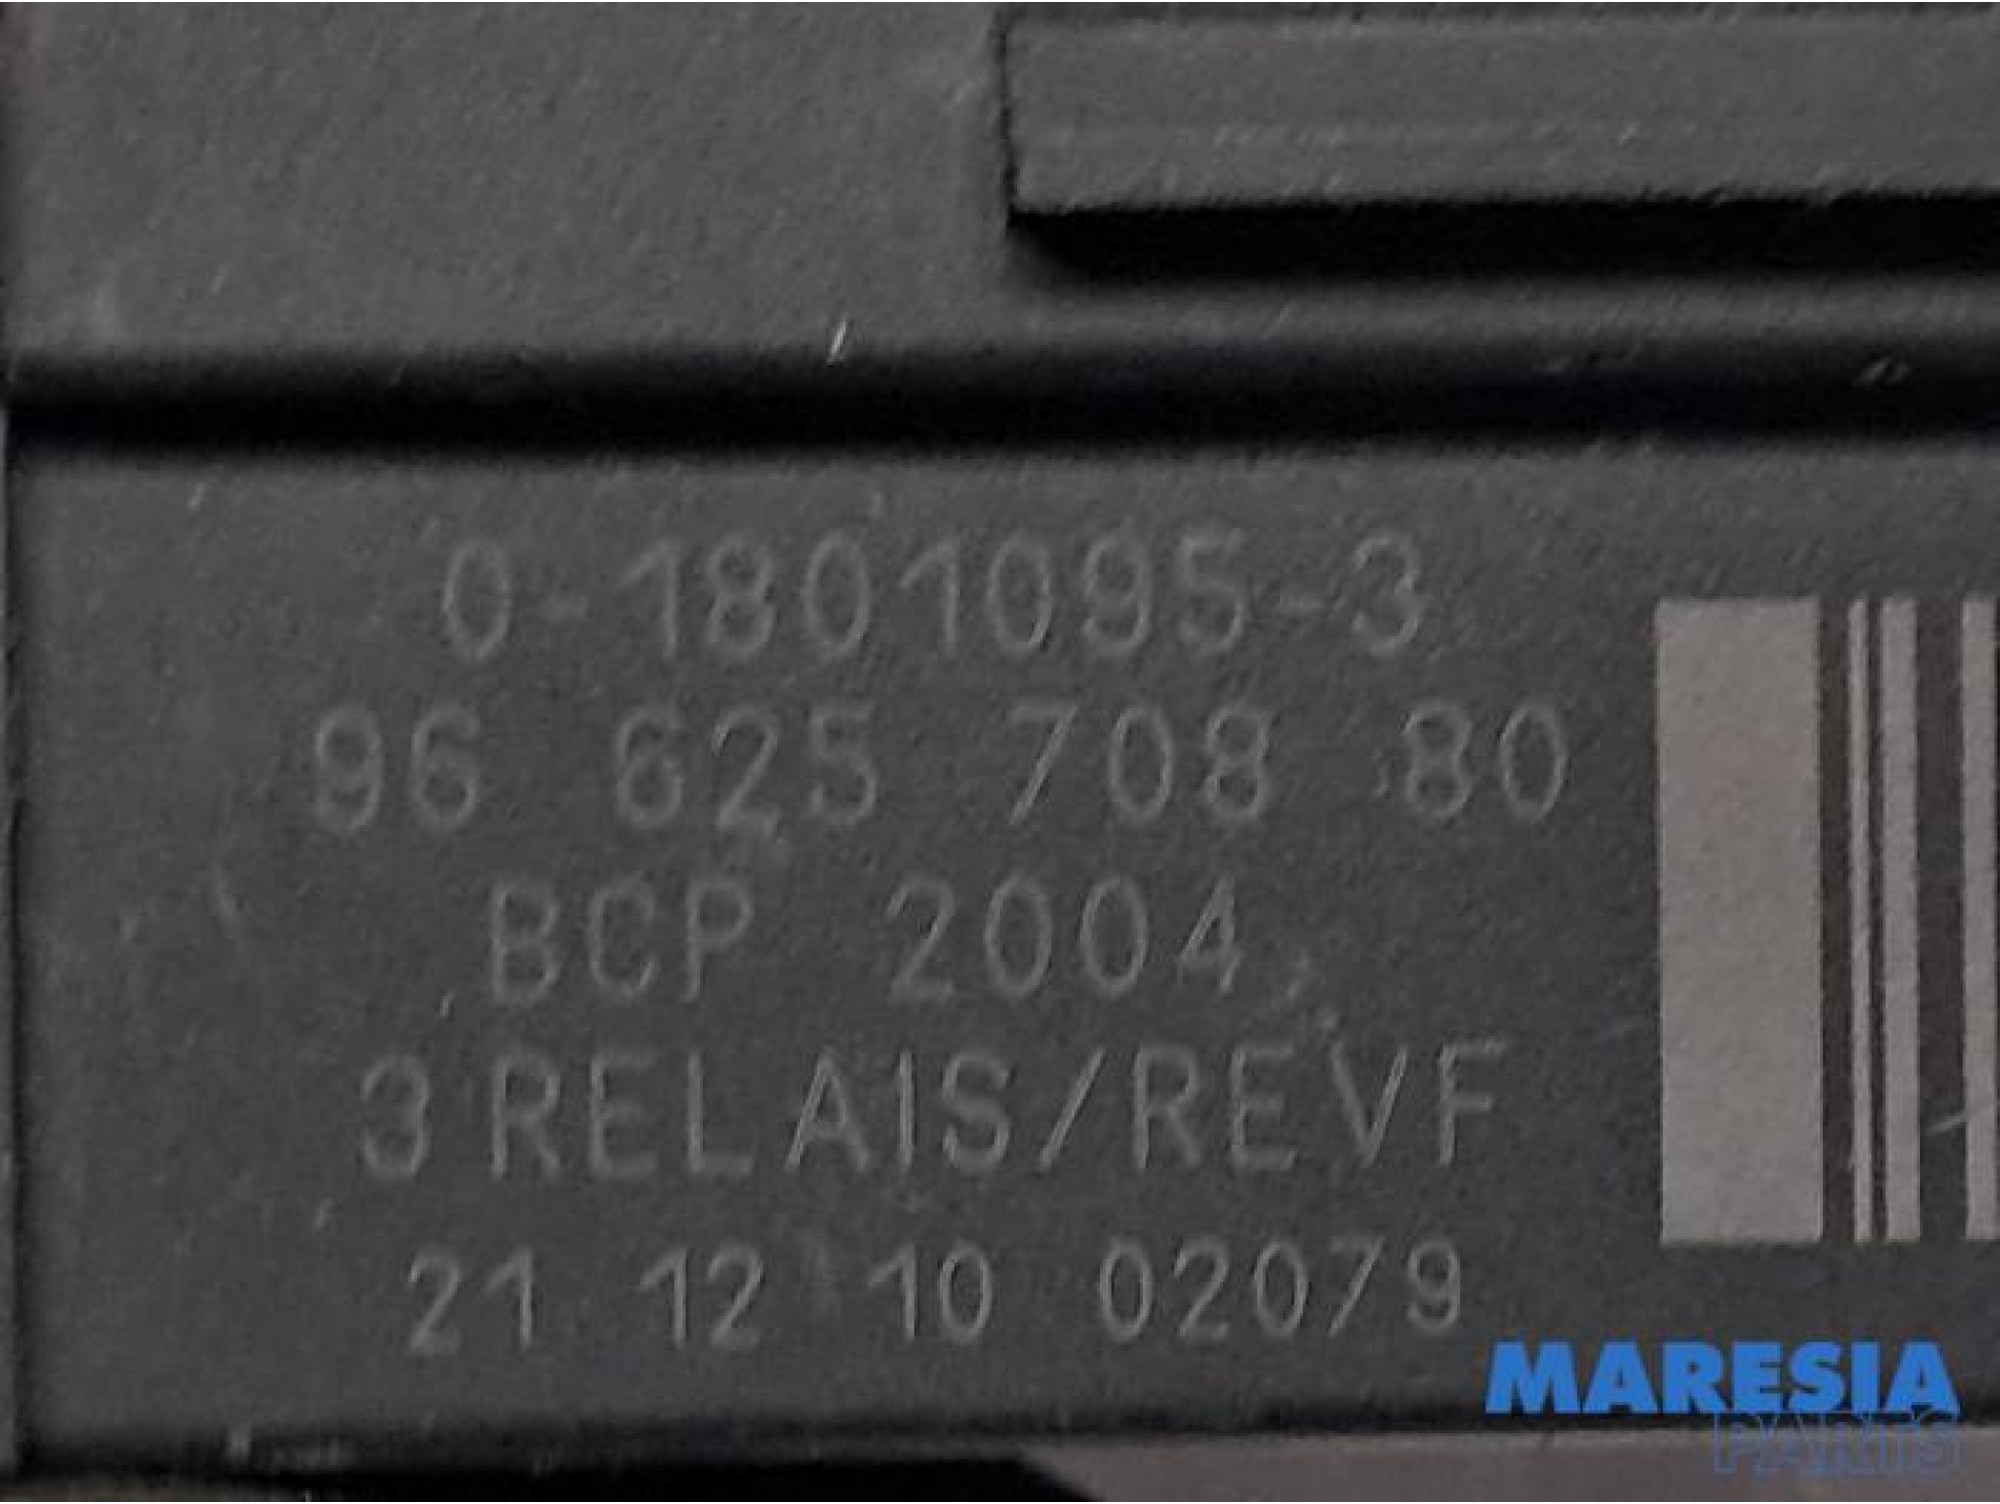 0-1801095-3
96 625 708 80
BCP 2004
3 RELAIS/REVF
21 12 10 02079
MARESIA
PARTS